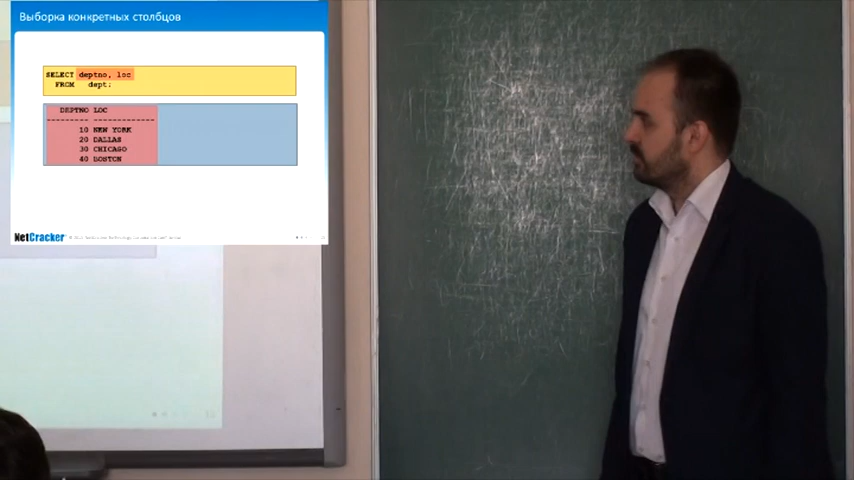 Выборка конкретных столбцов
SELECT deptno, loc
FROM dept;
DEPTNO LOC
--------- -------------
10 NEW YORK
20 DALLAS
30 CHICAGO
40 BOSTON
NetCracker